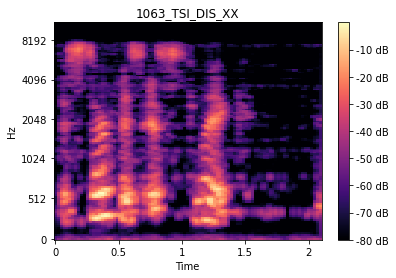 1063_TSI_DIS_XX
8192
4096
2048
1024
512
0
Hz
0
0.5
1
1.5
2
Time
-10 dB
-20 dB
-30 dB
-40 dB
-50 dB
-60 dB
-70 dB
-80 dB